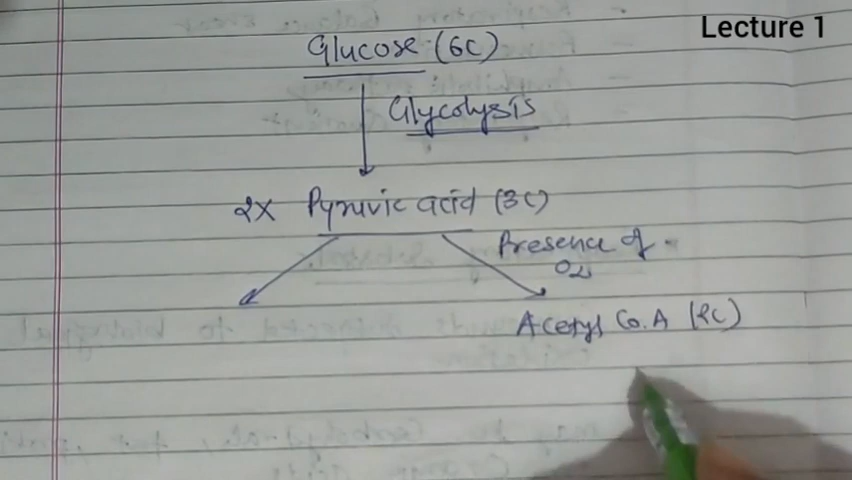 Lecture 1
Glucose (6C)
Glycolysis
2X Pyruvic acid (3C)
Presence of
O2
Acetyl Co.A (2C)